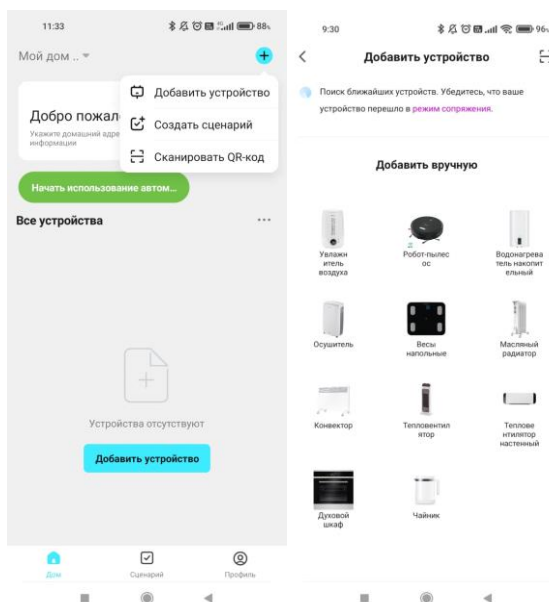 11:33
88%
Мой дом ..
Добавить устройство
Создать сценарий
Сканировать QR-код
Добро пожал
Укажите домашний адре
информации
Начать использование автом...
Все устройства
Устройства отсутствуют
Добавить устройство
Дом
Сценарий
Профиль
9:30
96%
Добавить устройство
Поиск ближайших устройств. Убедитесь, что ваше
устройство перешло в режим сопряжения.
Добавить вручную
Увлажн
итель
воздуха
Робот-пылес
ос
Водонагрева
тель накопит
ельный
Осушитель
Весы
напольные
Масляный
радиатор
Конвектор
Тепловентил
ятор
Теплове
нтилятор
настенный
Духовой
шкаф
Чайник